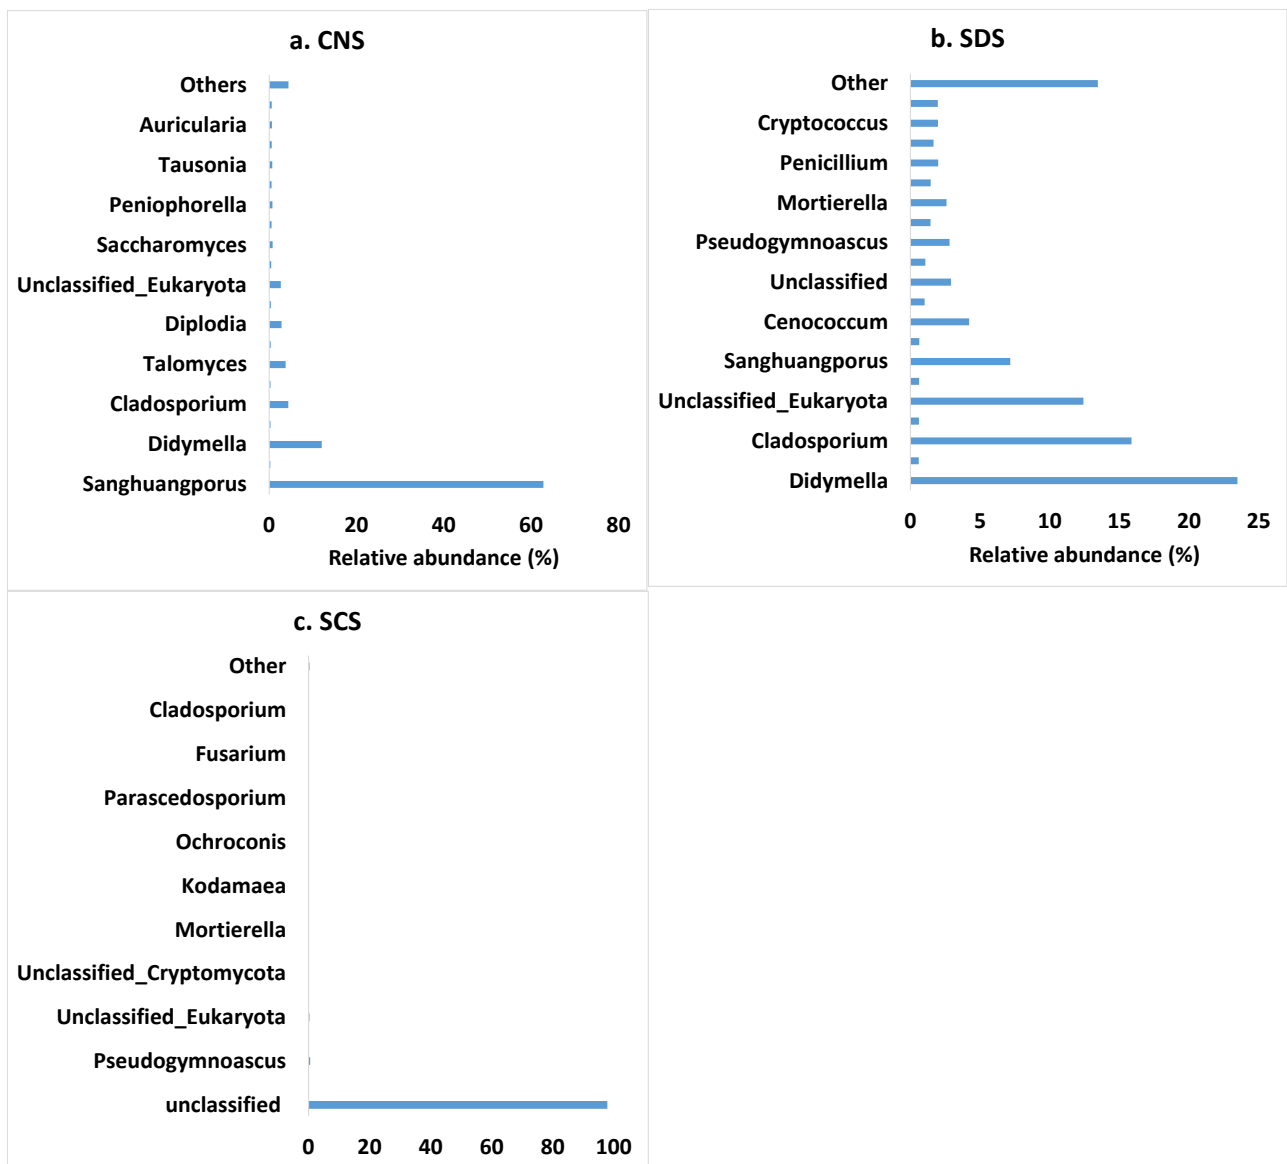 a. CNS
Others
Auricularia
Tausonia
Peniophorella
Saccharomyces
Unclassified_Eukaryota
Diplodia
Talomyces
Cladosporium
Didymella
Sanghuangporus
0 20 40 60 80
Relative abundance (%)
b. SDS
Other
Cryptococcus
Penicillium
Mortierella
Pseudogymnoascus
Unclassified
Cenococcum
Sanghuangporus
Unclassified_Eukaryota
Cladosporium
Didymella
0 5 10 15 20 25
Relative abundance (%)
c. SCS
Other
Cladosporium
Fusarium
Parascedosporium
Ochroconis
Kodamaea
Mortierella
Unclassified_Cryptomycota
Unclassified_Eukaryota
Pseudogymnoascus
unclassified
0 20 40 60 80 100